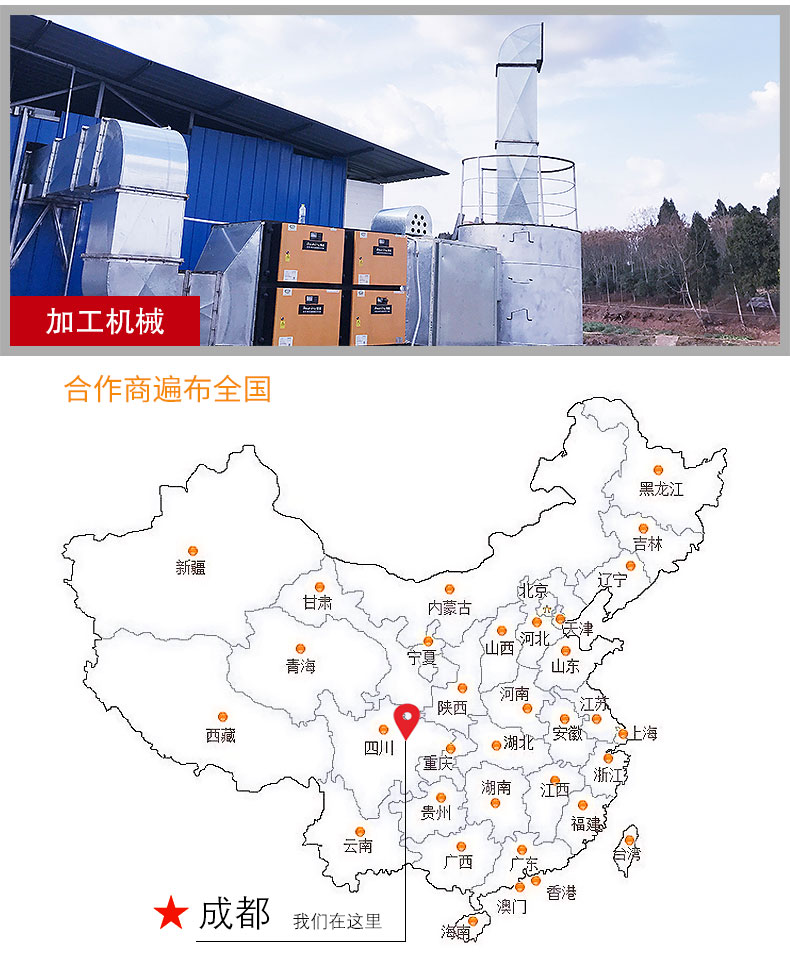 加工机械
合作商遍布全国
黑龙江
吉林
辽宁
新疆
甘肃
内蒙古
北京
天津
河北
山西
宁夏
青海
山东
陕西
河南
江苏
西藏
四川
重庆
湖北
安徽
上海
浙江
贵州
湖南
江西
福建
云南
广西
广东
台湾
香港
澳门
海南
成都 我们在这里